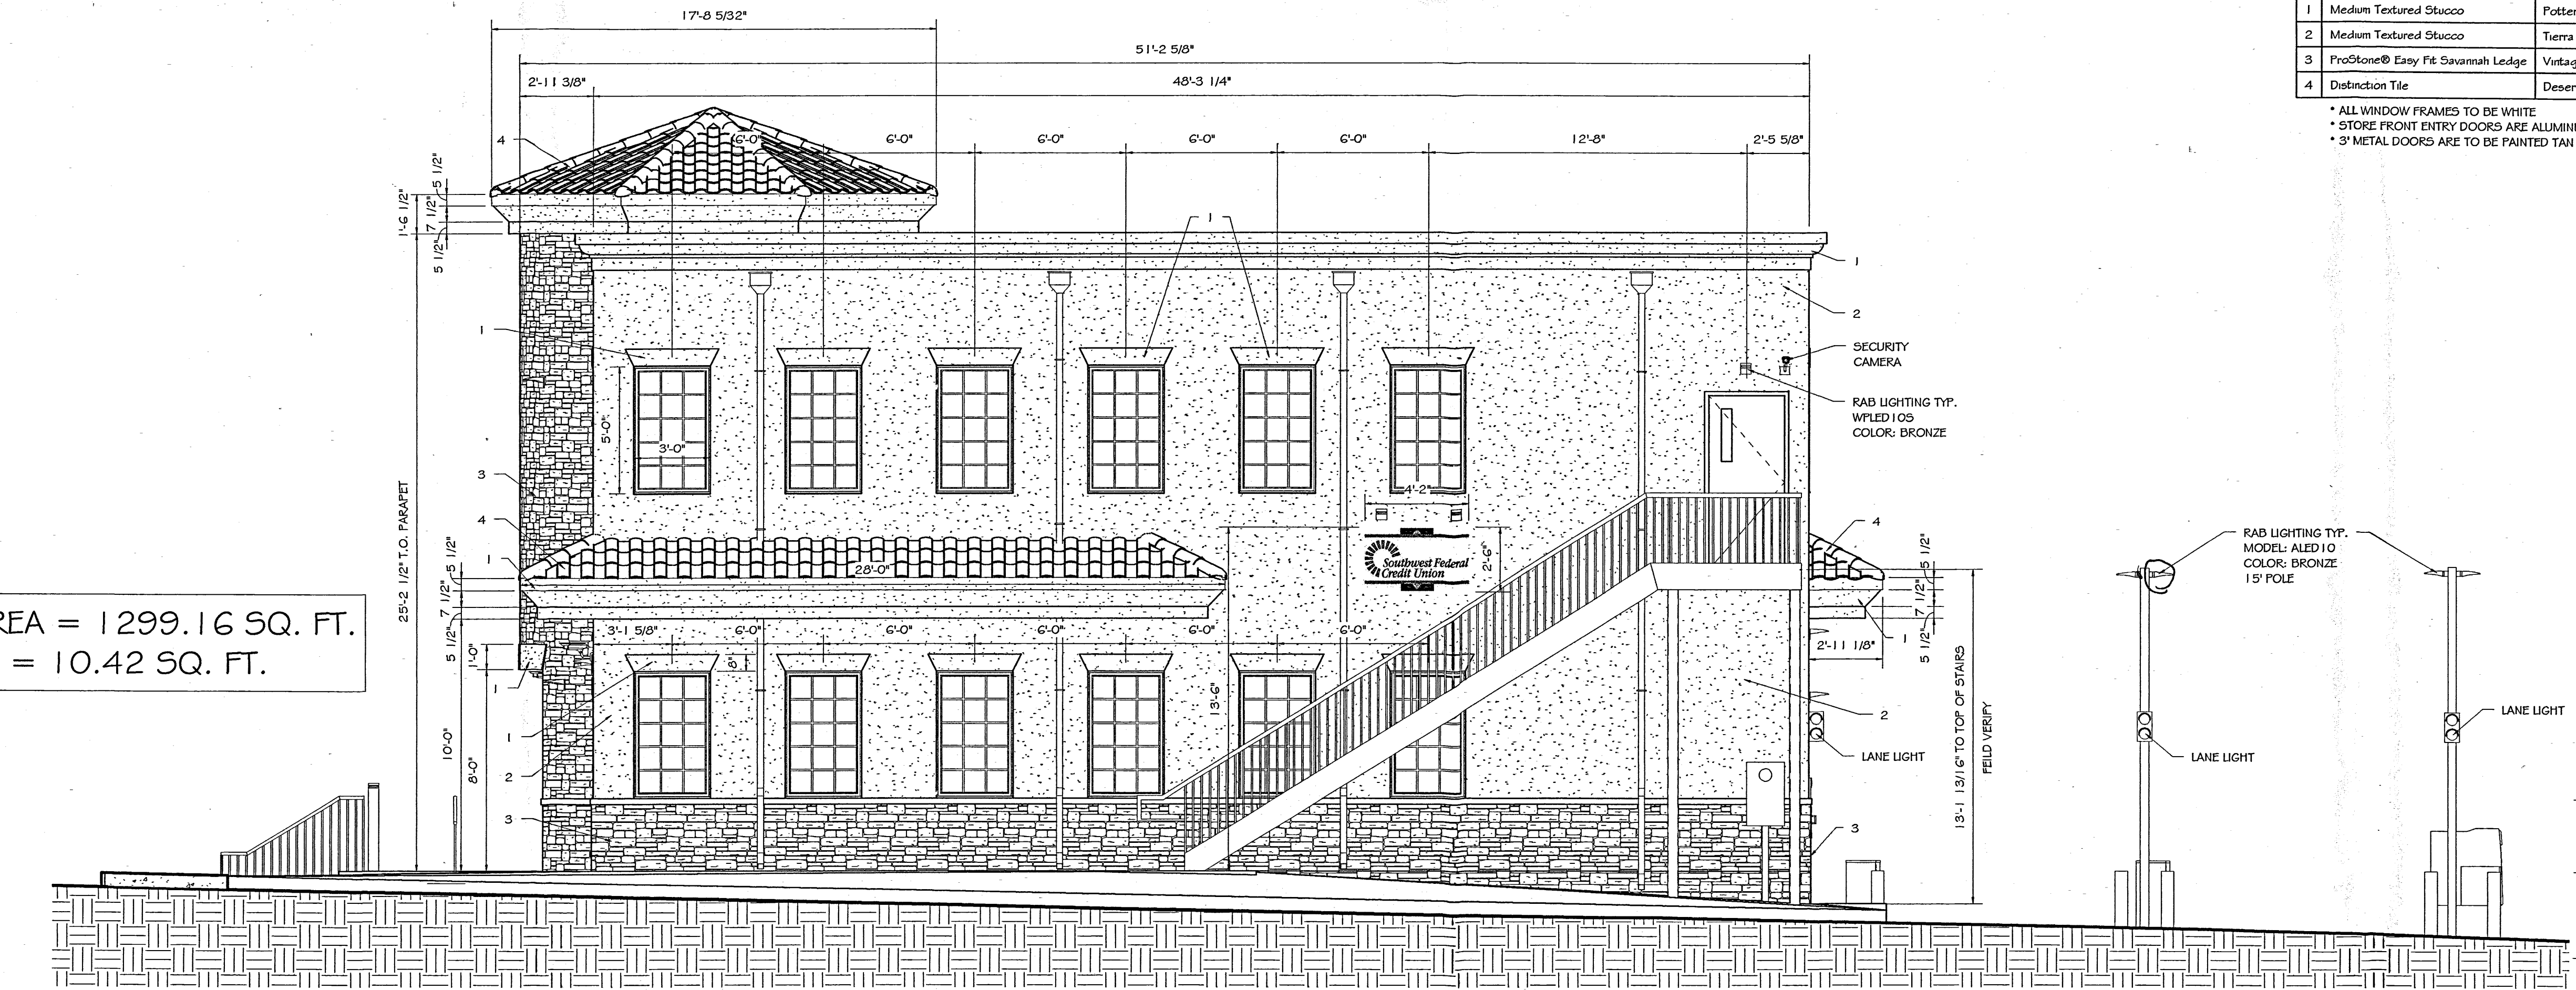 17'-8 5/32"
51'-2 5/8"
2'-11 3/8"
48'-3 1/4"
6'-0"
6'-0"
6'-0"
6'-0"
6'-0"
12'-8"
2'-5 5/8"
1 Medium Textured Stucco
2 Medium Textured Stucco Tierra
3 ProStone® Easy Fit Savannah Ledge
4 Distinction Tile
* ALL WINDOW FRAMES TO BE WHITE
* STORE FRONT ENTRY DOORS ARE
* 3' METAL DOORS ARE TO BE PAINTED TAN
4
1'-6 1/2"
5 1/2"
7 1/2"
5 1/2"
1
1
2
1
SECURITY
CAMERA
RAB LIGHTING TYP.
WPLED10S
COLOR: BRONZE
5'-0"
3'-0"
3
4
1
25'-2 1/2" T.O. PARAPET
4'-2"
2'-6"
Southwest Federal
Credit Union
28'-0"
5 1/2"
7 1/2"
5 1/2"
4
5 1/2"
7 1/2"
5 1/2"
1
2'-11 1/8"
RAB LIGHTING TYP.
MODEL: ALED10
COLOR: BRONZE
15' POLE
= 1299.16 SQ. FT.
= 10.42 SQ. FT.
3'-1 5/8"
6'-0"
6'-0"
6'-0"
6'-0"
6'-0"
8"
1'-0"
1
10'-0"
8'-0"
13'-6"
1
2
3
2
LANE LIGHT
3
13'-1 13/16" TO TOP OF STAIRS
FEILD VERIFY
LANE LIGHT
LANE LIGHT